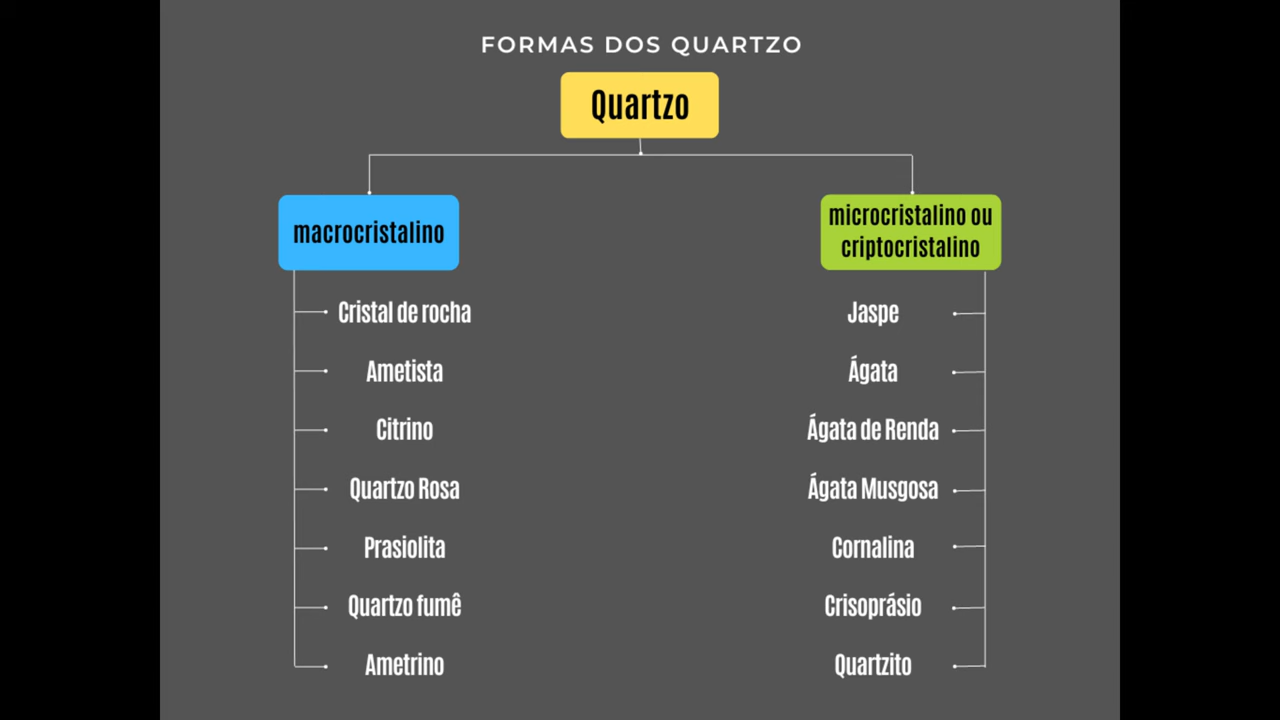 FORMAS DOS QUARTZO
Quartzo
macrocristalino
Cristal de rocha
Ametista
Citrino
Quartzo Rosa
Prasiolita
Quartzo fumê
Ametrino
microcristalino ou
criptocristalino
Jaspe
Ágata
Ágata de Renda
Ágata Musgosa
Cornalina
Crisoprásio
Quartzito